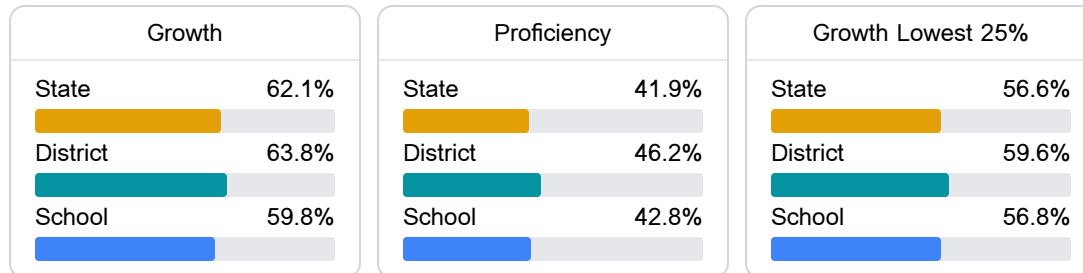 Growth
State 62.1%
District 63.8%
School 59.8%
Proficiency
State 41.9%
District 46.2%
School 42.8%
Growth Lowest 25%
State 56.6%
District 59.6%
School 56.8%